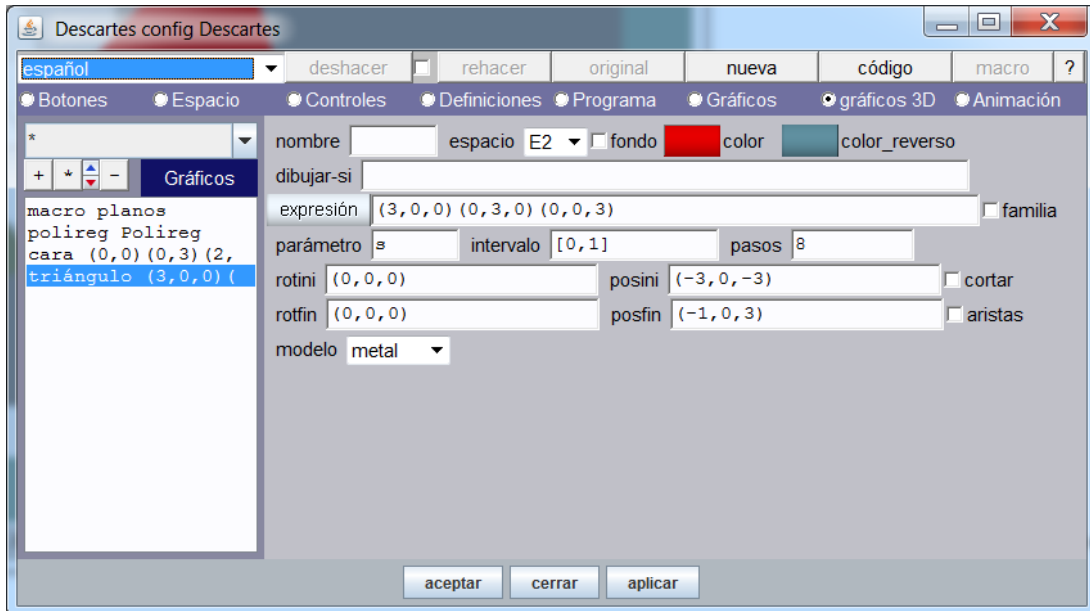 Descartes config Descartes
español deshacer rehacer original nueva código macro ?
Botones Espacio Controles Definiciones Programa Gráficos gráficos 3D Animación
*
+ * - Gráficos
macro planos
polireg Polireg
cara (0,0)(0,3)(2,
triángulo (3,0,0)(
nombre espacio E2 fondo color color_reverso
dibujar-si
expresión (3,0,0)(0,3,0)(0,0,3) familia
parámetro s intervalo [0,1] pasos 8
rotini (0,0,0) posini (-3,0,-3) cortar
rotfin (0,0,0) posfin (-1,0,3) aristas
modelo metal
aceptar cerrar aplicar